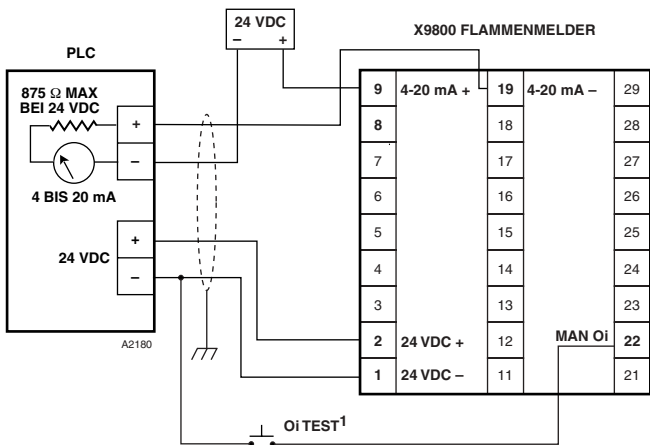 24 VDC
– +
X9800 FLAMMENMELDER
PLC
875 Ω MAX
BEI 24 VDC
+
–
4 BIS 20 mA
24 VDC
+
–
A2180
9 4-20 mA + 19 4-20 mA – 29
8 18 28
7 17 27
6 16 26
5 15 25
4 14 24
3 13 23
2 24 VDC + 12 MAN Oi 22
1 24 VDC – 11 21
Oi TEST1